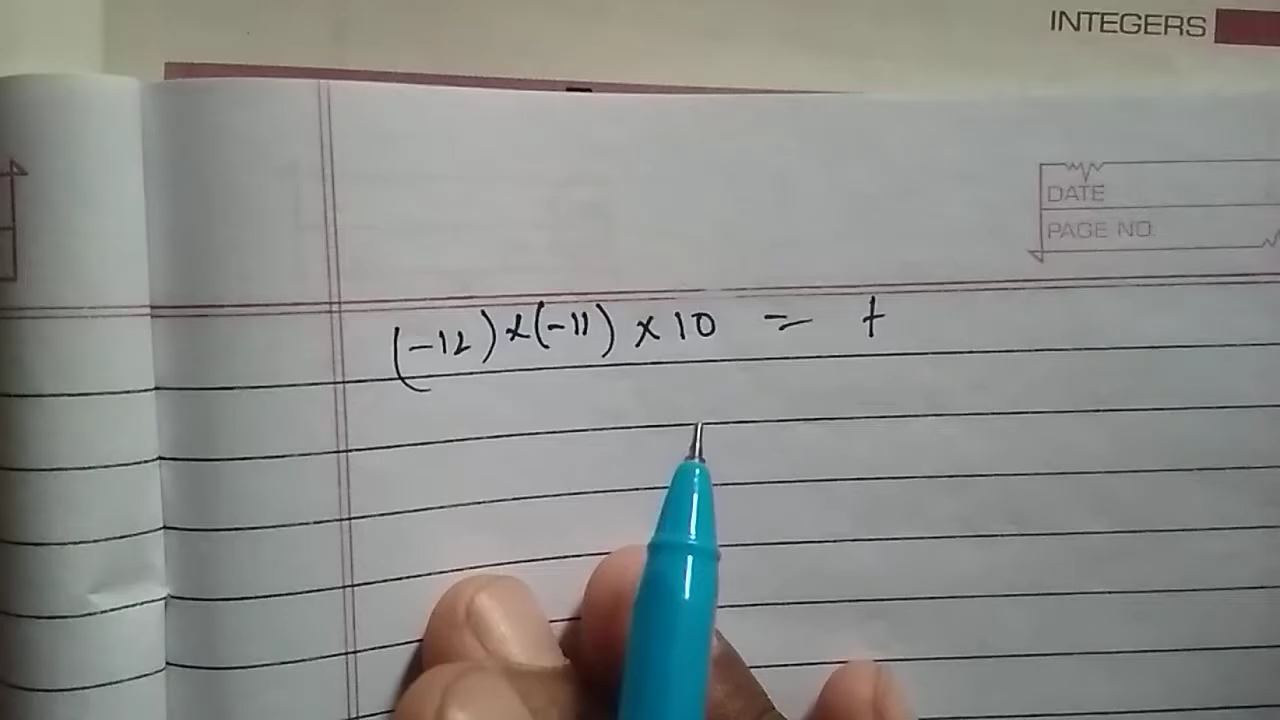 INTEGERS
DATE
PAGE NO.
(-12)×(-11) × 10 = +